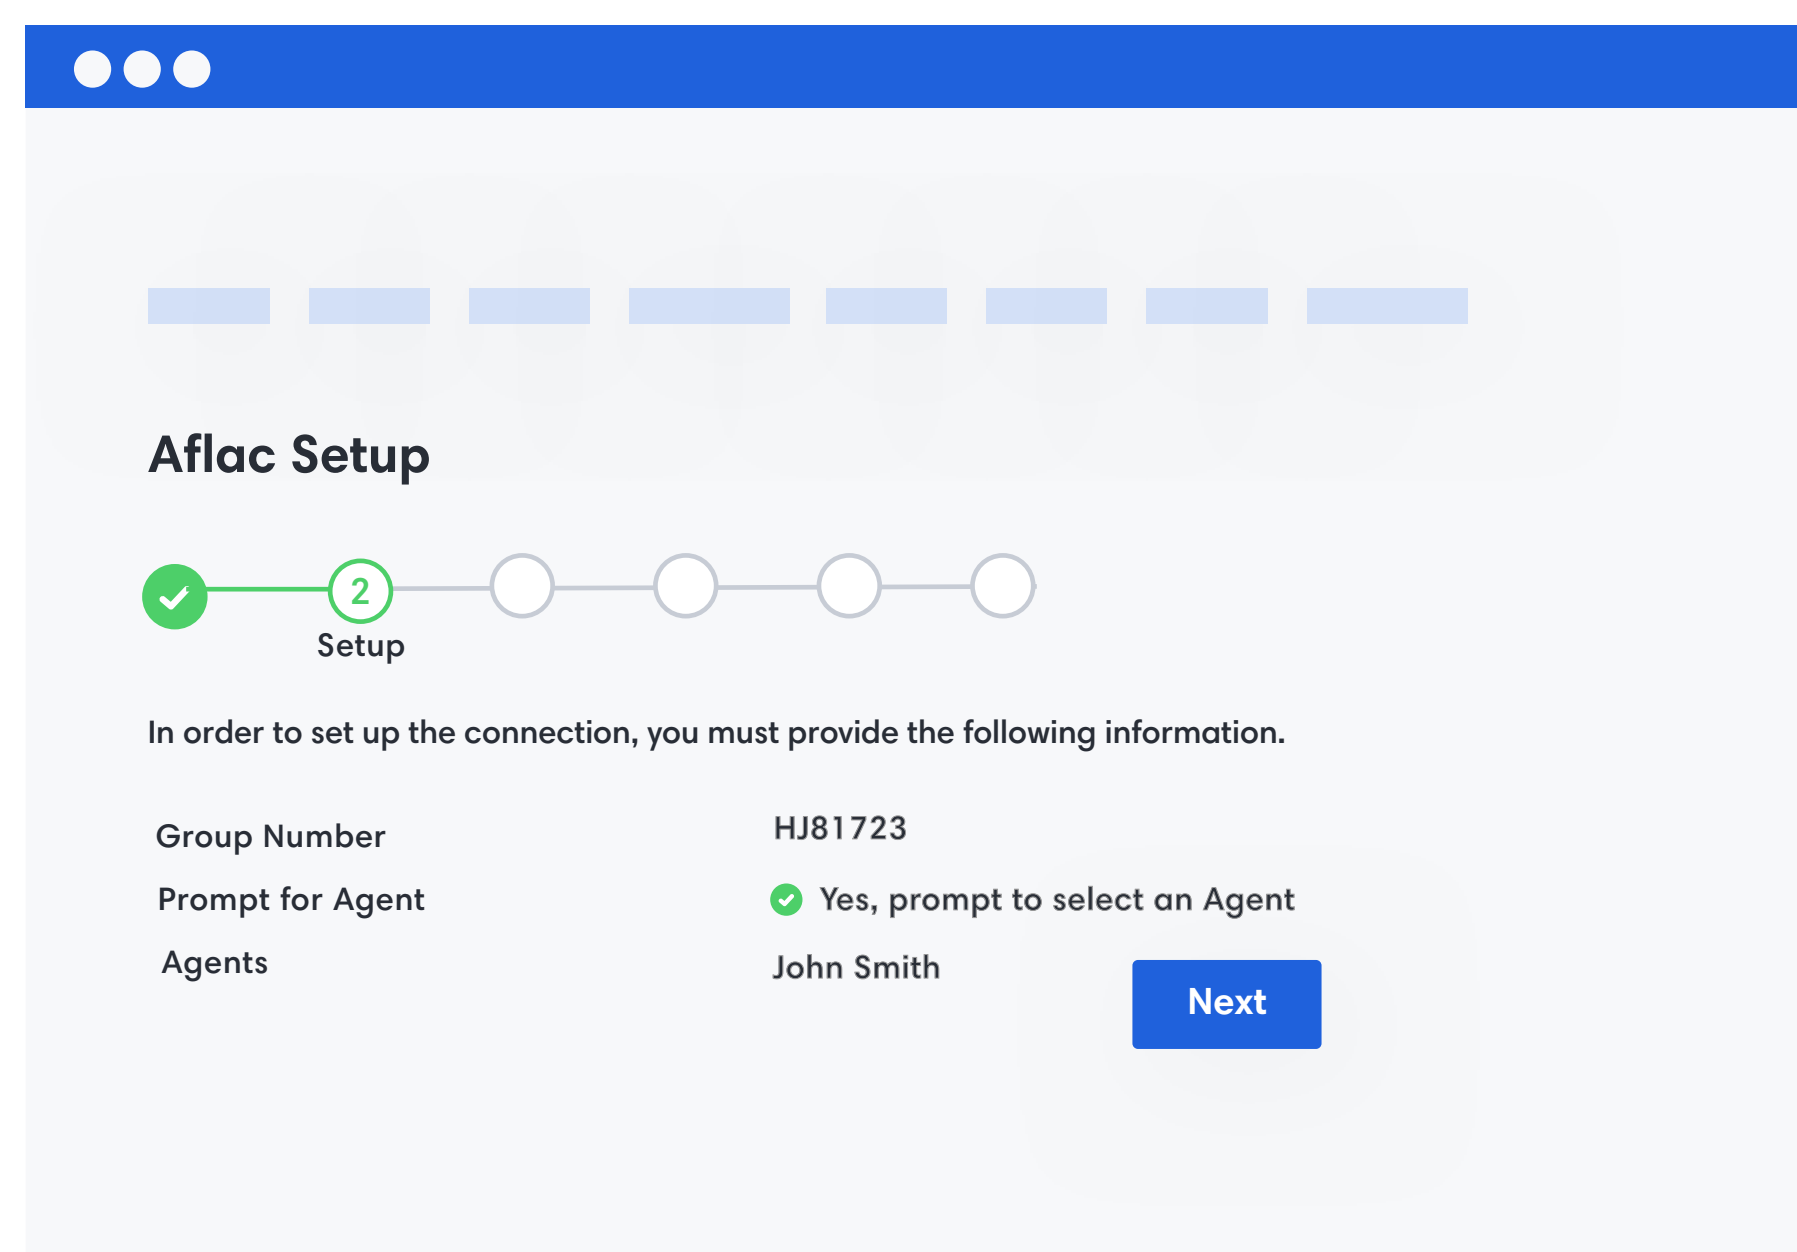 Aflac Setup
2
Setup
In order to set up the connection, you must provide the following information.
Group Number
HJ81723
Prompt for Agent
Yes, prompt to select an Agent
Agents
John Smith
Next